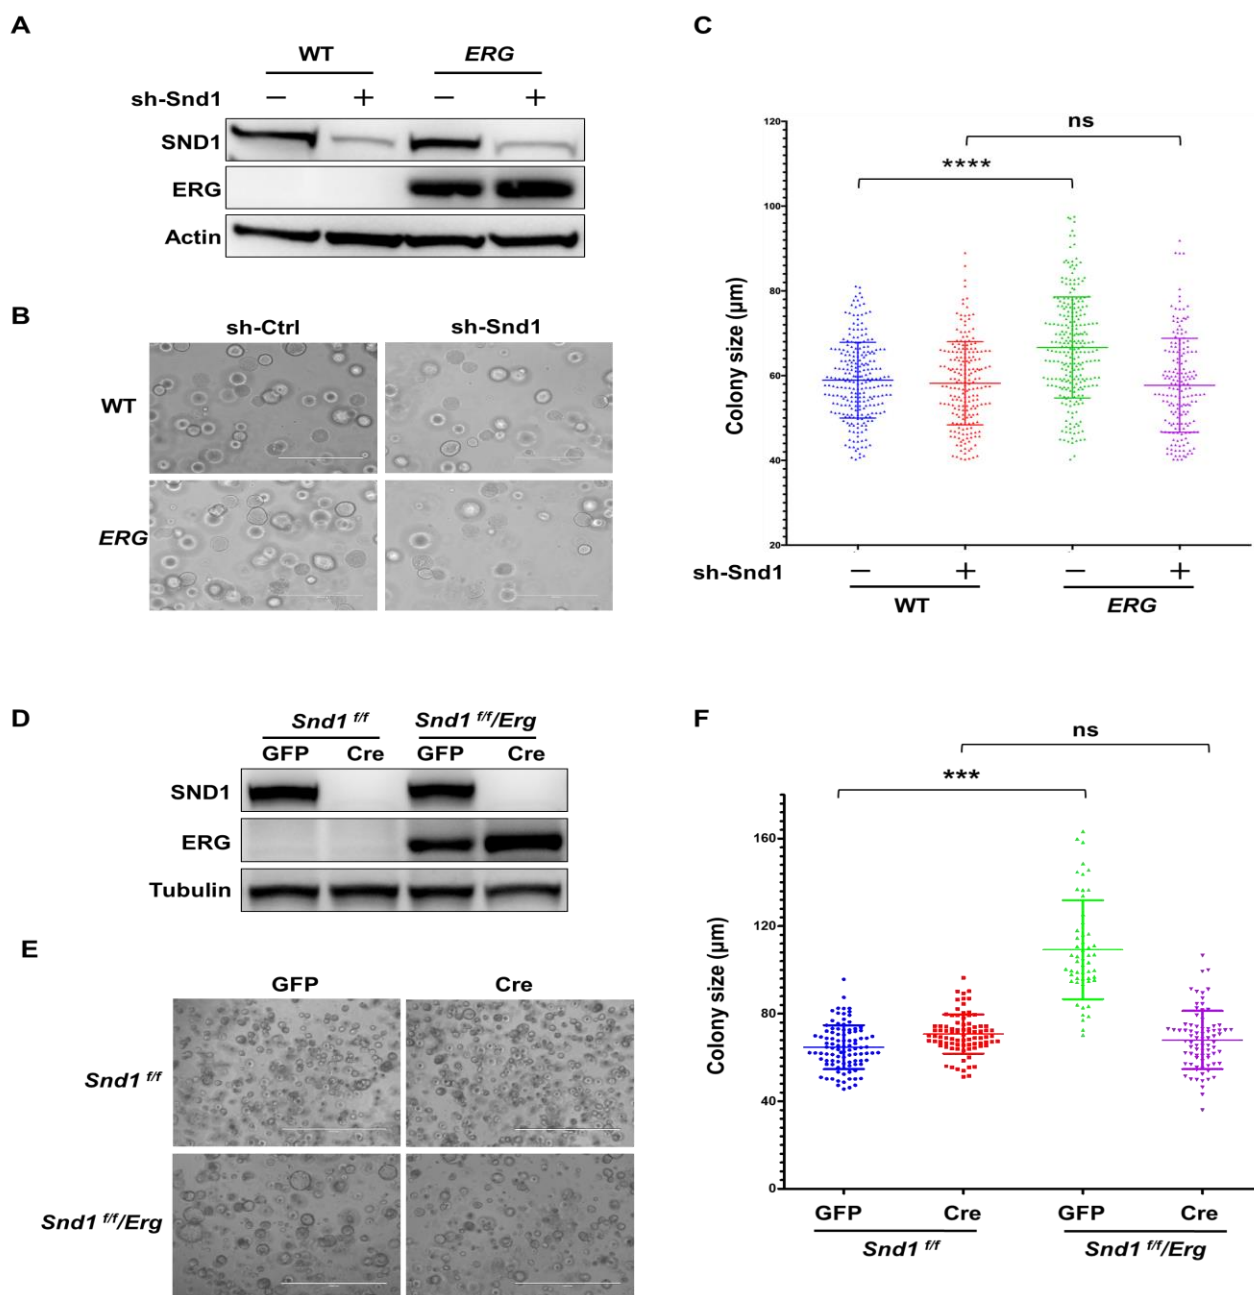 A
WT ERG
sh-Snd1 − + − +
SND1
ERG
Actin
B
sh-Ctrl sh-Snd1
WT
ERG
C
ns
****
120
100
80
60
40
20
Colony size (µm)
sh-Snd1 − + − +
WT ERG
D
Snd1 f/f Snd1 f/f/Erg
GFP Cre GFP Cre
SND1
ERG
Tubulin
E
GFP Cre
Snd1 f/f
Snd1 f/f/Erg
F
ns
***
160
120
80
40
0
Colony size (µm)
GFP Cre GFP Cre
Snd1 f/f Snd1 f/f/Erg